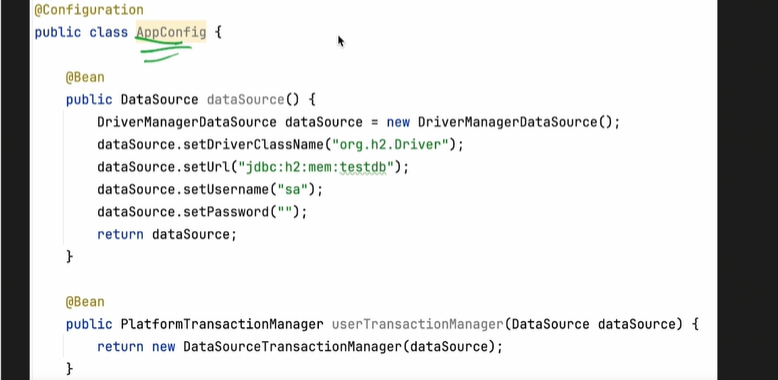 @Configuration
public class AppConfig {
@Bean
public DataSource dataSource() {
DriverManagerDataSource dataSource = new DriverManagerDataSource();
dataSource.setDriverClassName("org.h2.Driver");
dataSource.setUrl("jdbc:h2:mem:testdb");
dataSource.setUsername("sa");
dataSource.setPassword("");
return dataSource;
}
@Bean
public PlatformTransactionManager userTransactionManager(DataSource dataSource) {
return new DataSourceTransactionManager(dataSource);
}